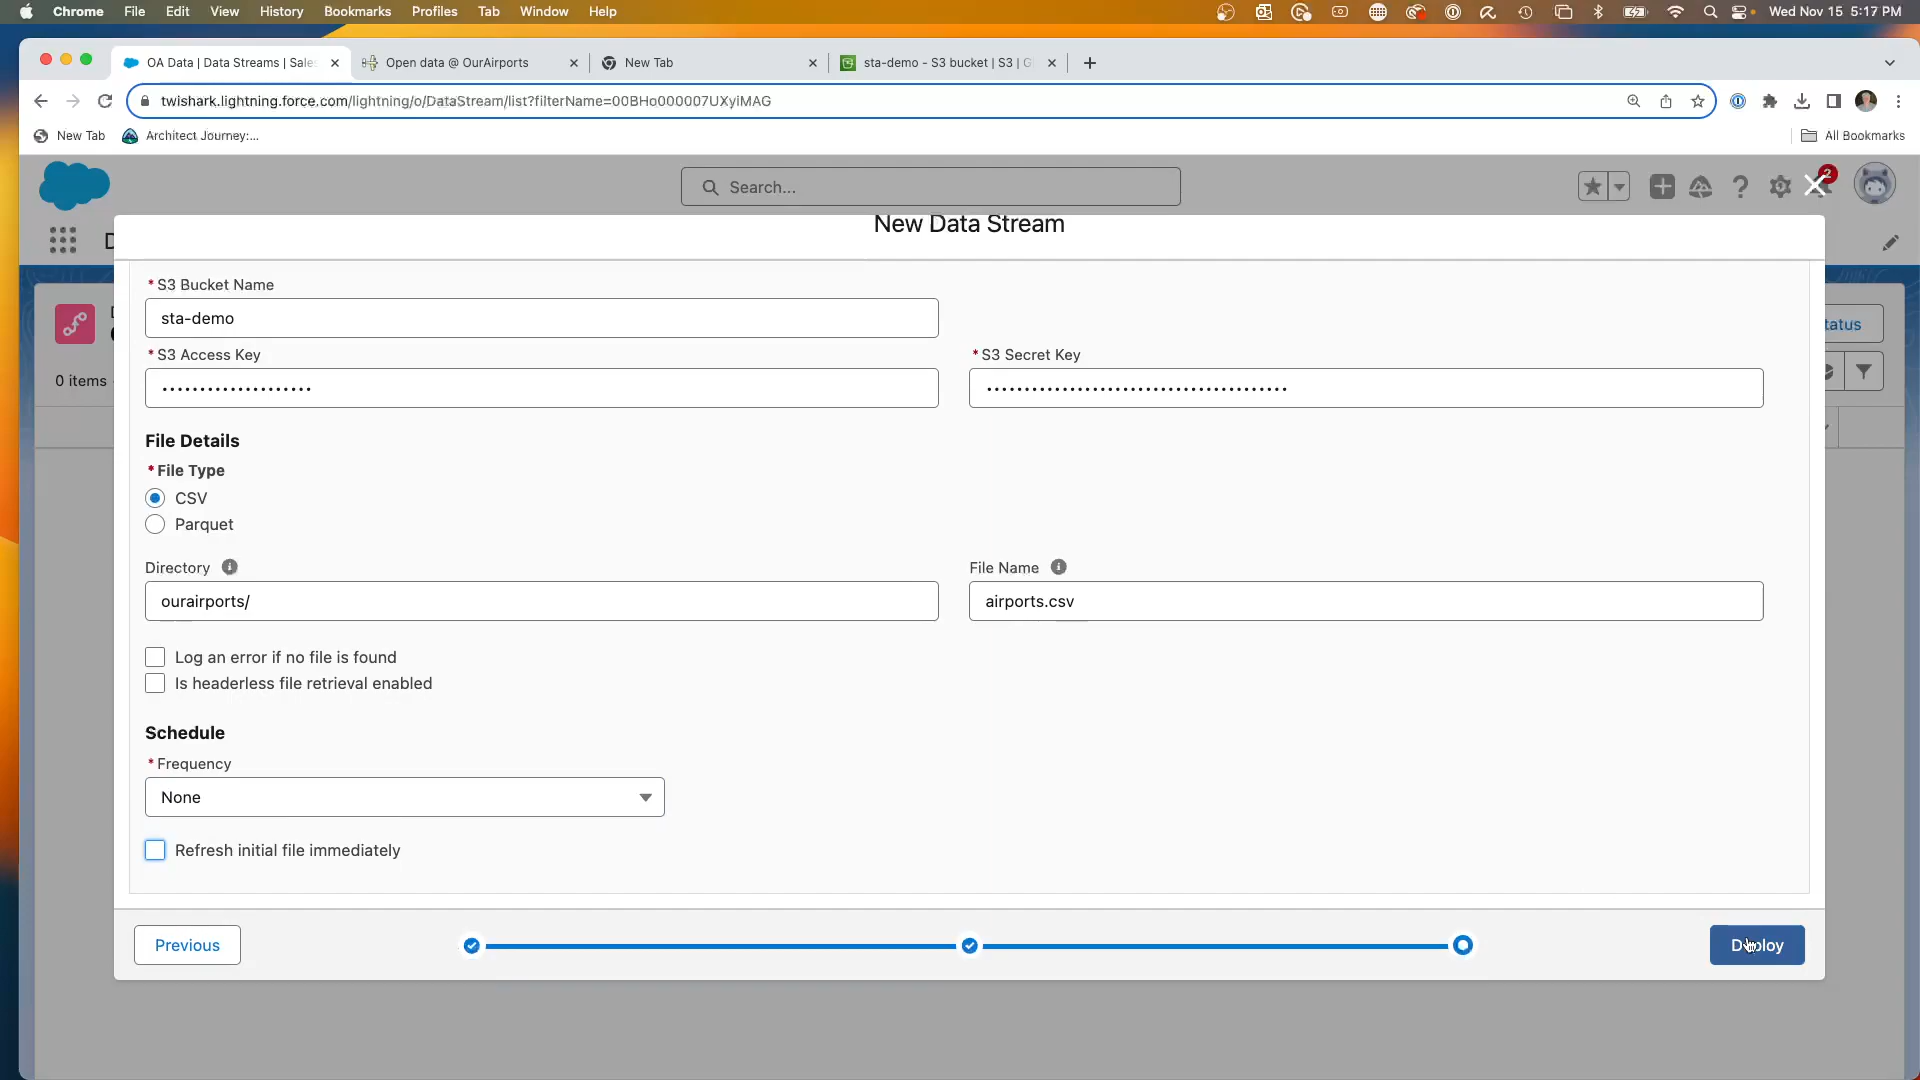 Chrome File Edit View History Bookmarks Profiles Tab Window Help Wed Nov 15 5:17 PM
OA Data | Data Streams | Sales Open data @ OurAirports New Tab sta-demo - S3 bucket | S3 | G
twishark.lightning.force.com/lightning/o/DataStream/list?filterName=00BHo000007UXyiMAG
New Tab Architect Journey:... All Bookmarks
Search... 2
New Data Stream
D
* S3 Bucket Name
sta-demo
tatus
* S3 Access Key * S3 Secret Key
0 items
File Details
* File Type
CSV
Parquet
Directory File Name
ourairports/ airports.csv
Log an error if no file is found
Is headerless file retrieval enabled
Schedule
* Frequency
None
Refresh initial file immediately
Previous Deploy